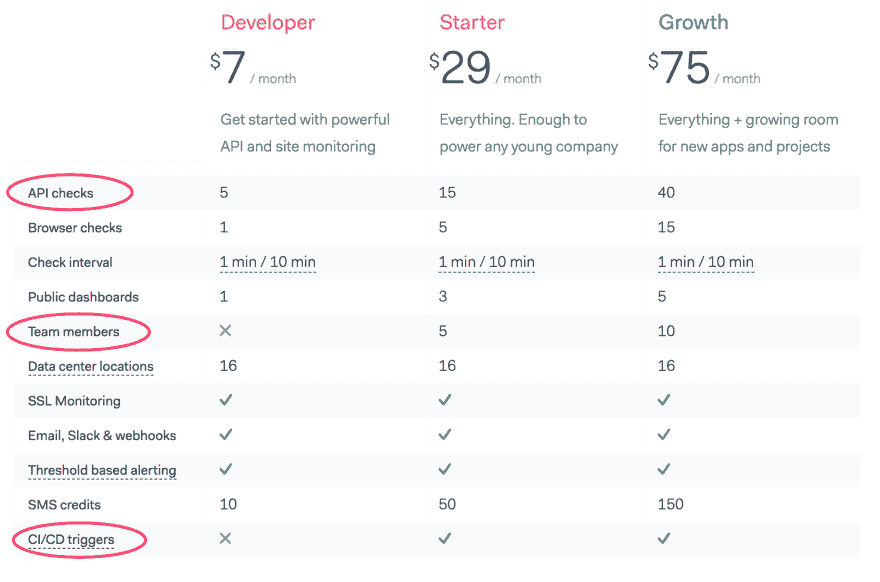 Developer Starter Growth
$7 / month $29 / month $75 / month
Get started with powerful Everything. Enough to Everything + growing room
API and site monitoring power any young company for new apps and projects
API checks 5 15 40
Browser checks 1 5 15
Check interval 1 min / 10 min 1 min / 10 min 1 min / 10 min
Public dashboards 1 3 5
Team members ✕ 5 10
Data center locations 16 16 16
SSL Monitoring ✓ ✓ ✓
Email, Slack & webhooks ✓ ✓ ✓
Threshold based alerting ✓ ✓ ✓
SMS credits 10 50 150
CI/CD triggers ✕ ✓ ✓